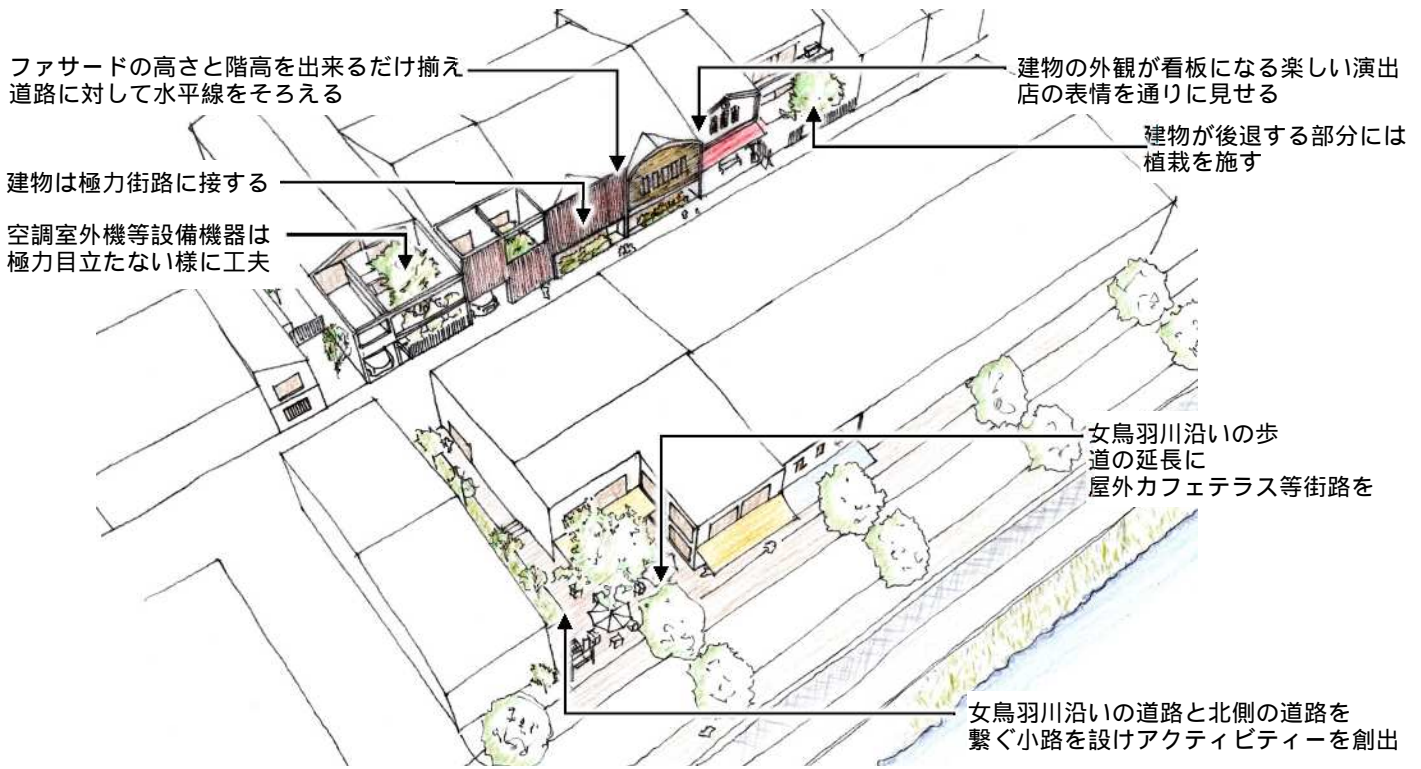 ファサードの高さと階高を出来るだけ揃え
道路に対して水平線をそろえる
建物は極力街路に接する
空調室外機等設備機器は
極力目立たない様に工夫
建物の外観が看板になる楽しい演出
店の表情を通りに見せる
建物が後退する部分には
植栽を施す
女鳥羽川沿いの歩
道の延長に
屋外カフェテラス等街路を
女鳥羽川沿いの道路と北側の道路を
繋ぐ小路を設けアクティビティーを創出